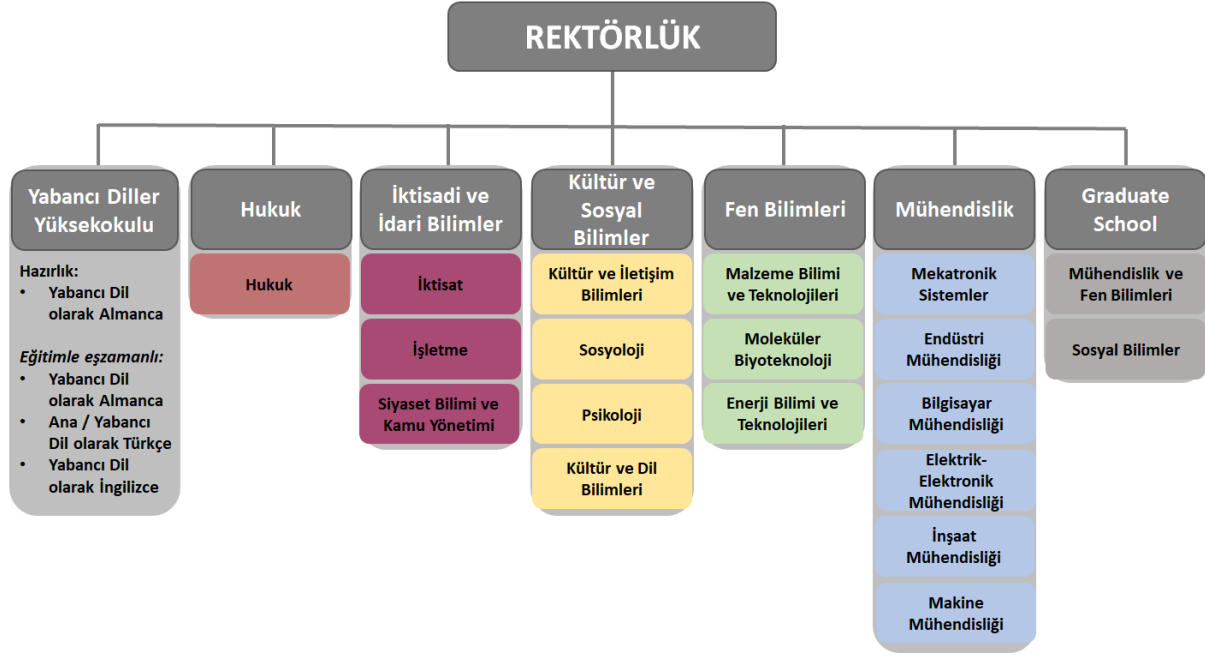 REKTÖRLÜK
Yabancı Diller
Yüksekokulu
Hazırlık:
• Yabancı Dil
olarak Almanca
Eğitimle eşzamanlı:
• Yabancı Dil
olarak Almanca
• Ana / Yabancı
Dil olarak Türkçe
• Yabancı Dil
olarak İngilizce
Hukuk
Hukuk
İktisadi ve
İdari Bilimler
İktisat
İşletme
Siyaset Bilimi ve
Kamu Yönetimi
Kültür ve
Sosyal
Bilimler
Kültür ve İletişim
Bilimleri
Sosyoloji
Psikoloji
Kültür ve Dil
Bilimleri
Fen Bilimleri
Malzeme Bilimi
ve Teknolojileri
Moleküler
Biyoteknoloji
Enerji Bilimi ve
Teknolojileri
Mühendislik
Mekatronik
Sistemler
Endüstri
Mühendisliği
Bilgisayar
Mühendisliği
Elektrik-
Elektronik
Mühendisliği
İnşaat
Mühendisliği
Makine
Mühendisliği
Graduate
School
Mühendislik ve
Fen Bilimleri
Sosyal Bilimler